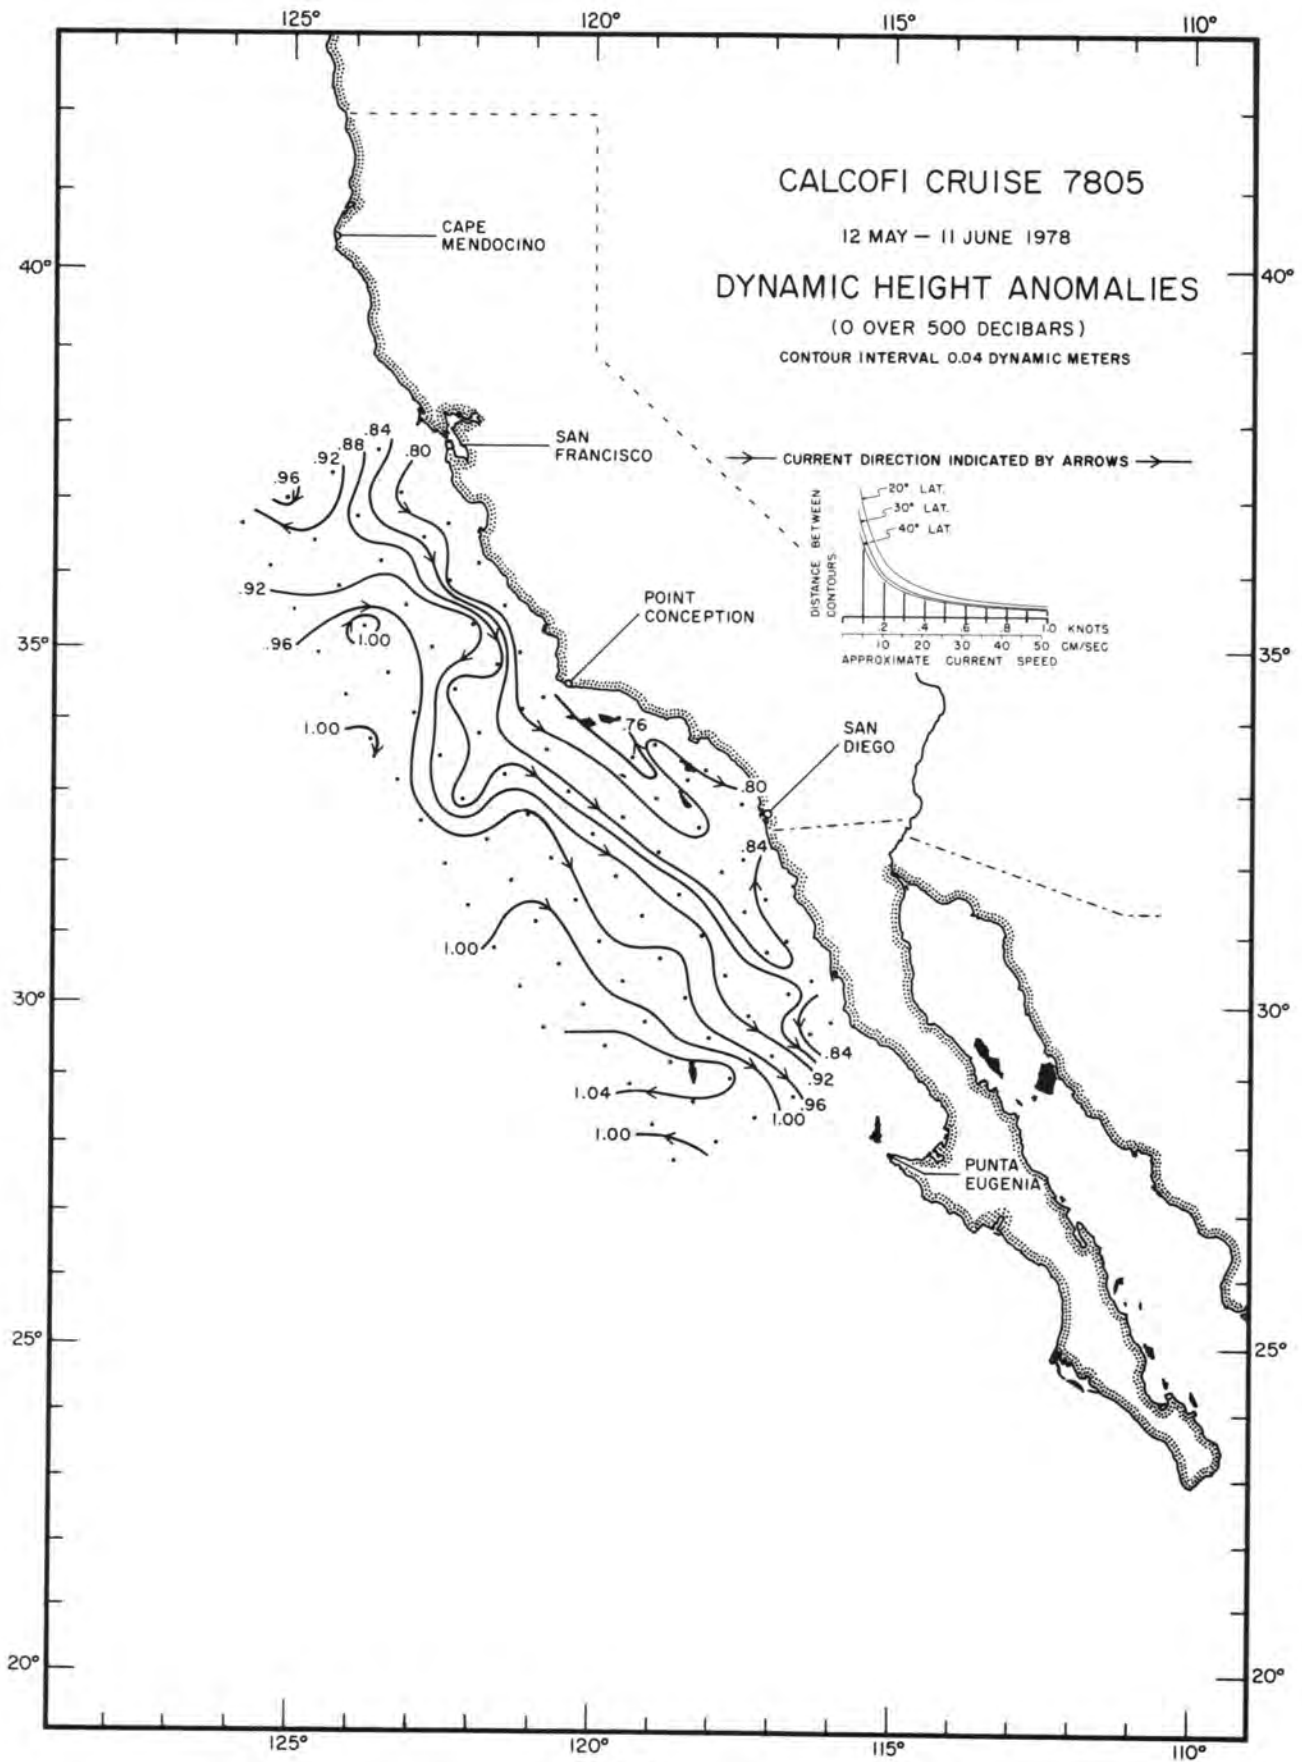 125° 120° 115° 110°
CALCOFI CRUISE 7805
12 MAY — 11 JUNE 1978
DYNAMIC HEIGHT ANOMALIES
(0 OVER 500 DECIBARS)
CONTOUR INTERVAL 0.04 DYNAMIC METERS
CAPE
MENDOCINO
40° 40°
SAN
FRANCISCO
CURRENT DIRECTION INDICATED BY ARROWS
.96 .92 .88 .84 .80
DISTANCE BETWEEN
CONTOURS
20° LAT.
30° LAT.
40° LAT.
.2 .4 .6 .8 1.0 KNOTS
10 20 30 40 50 CM/SEC
APPROXIMATE CURRENT SPEED
.92
POINT
CONCEPTION
.96
1.00
35° 35°
1.00
.76
SAN
DIEGO
.80
.84
1.00
30° 30°
.84
.92
.96
1.00
1.04
1.00
PUNTA
EUGENIA
25° 25°
20° 20°
125° 120° 115° 110°